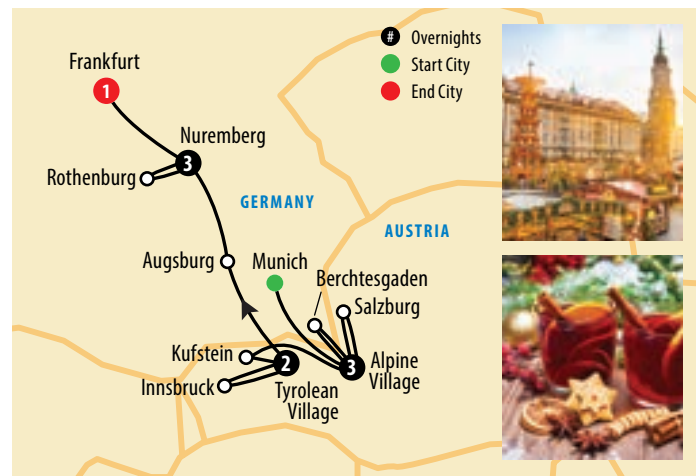 # Overnights
Start City
End City
Frankfurt
1
Nuremberg
3
Rothenburg
GERMANY
AUSTRIA
Augsburg
Munich
Berchtesgaden
Salzburg
Kufstein
2
3
Alpine
Village
Innsbruck
Tyrolean
Village